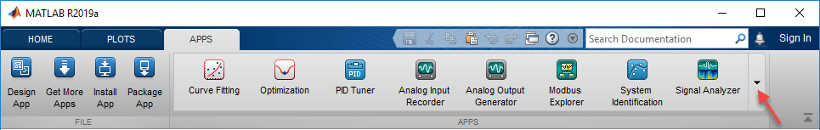 MATLAB R2019a
HOME PLOTS APPS Search Documentation Sign In
Design App
Get More Apps
Install App
Package App
Curve Fitting
Optimization
PID
PID Tuner
Analog Input Recorder
Analog Output Generator
Modbus Explorer
System Identification
Signal Analyzer
FILE APPS